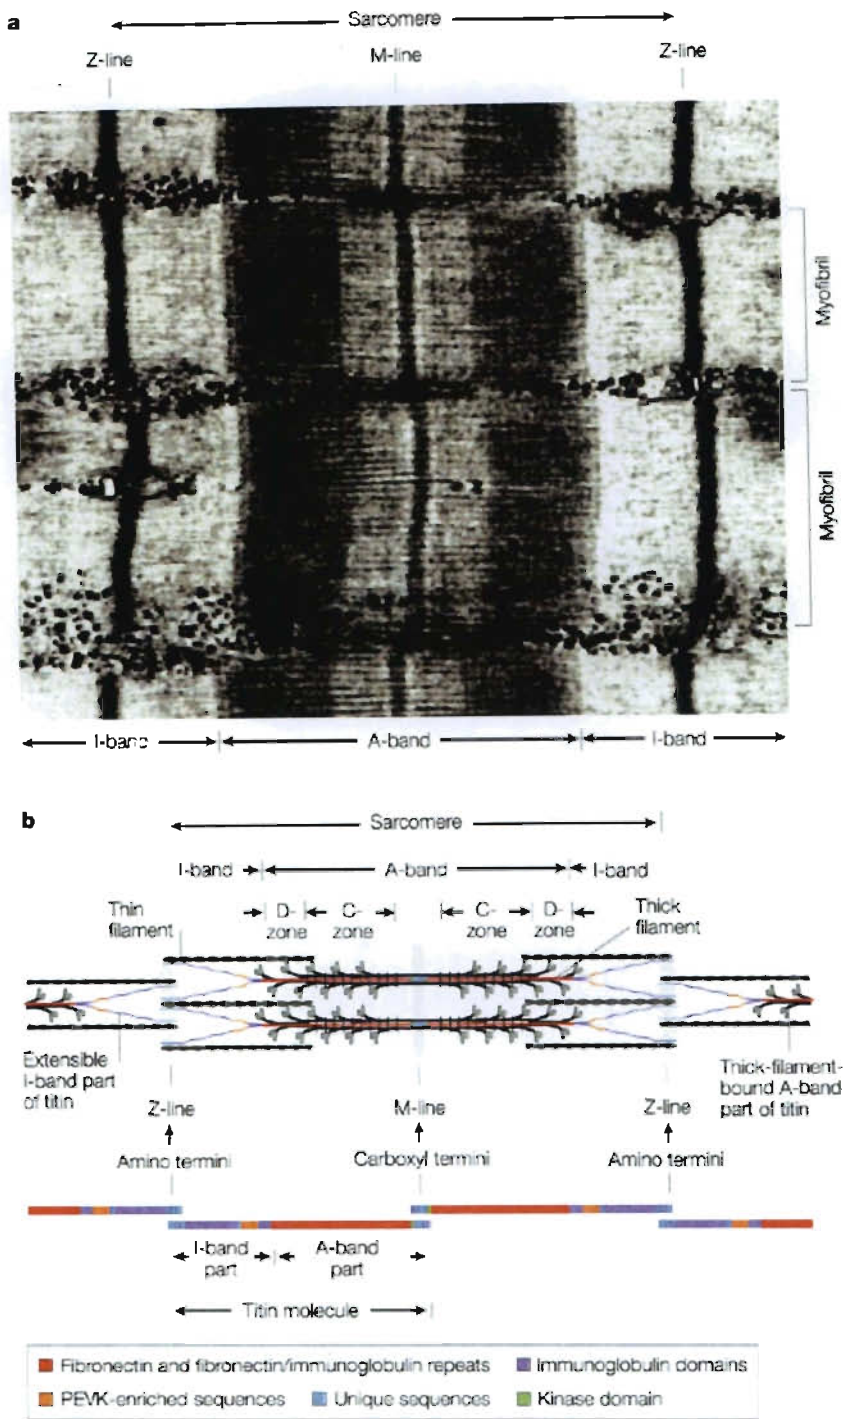 a
Sarcomere
Z-line
M-line
Z-line
Myofibril
Myofibril
I-band
A-band
I-band
b
Sarcomere
I-band
A-band
I-band
Thin
filament
D-
zone
C-
zone
C-
zone
D-
zone
Thick
filament
Extensible
I-band part
of titin
Thick-filament-
bound A-band
part of titin
Z-line
M-line
Z-line
Amino termini
Carboxyl termini
Amino termini
I-band
part
A-band
part
Titin molecule
Fibronectin and fibronectin/immunoglobulin repeats
Immunoglobulin domains
PEVK-enriched sequences
Unique sequences
Kinase domain